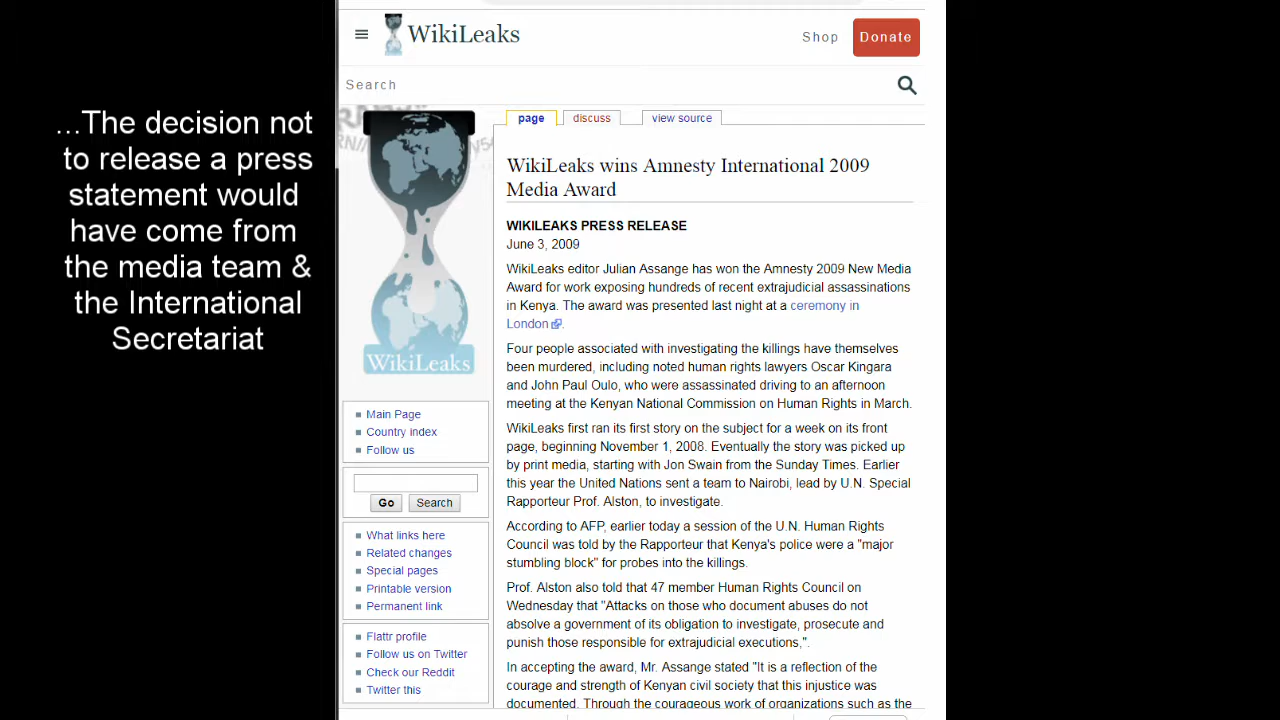 ...The decision not
to release a press
statement would
have come from
the media team &
the International
Secretariat
WikiLeaks
Shop
Donate
Search
WikiLeaks
Main Page
Country index
Follow us
Go
Search
What links here
Related changes
Special pages
Printable version
Permanent link
Flattr profile
Follow us on Twitter
Check our Reddit
Twitter this
page
discuss
view source
WikiLeaks wins Amnesty International 2009
Media Award
WIKILEAKS PRESS RELEASE
June 3, 2009
WikiLeaks editor Julian Assange has won the Amnesty 2009 New Media
Award for work exposing hundreds of recent extrajudicial assassinations
in Kenya. The award was presented last night at a ceremony in
London.
Four people associated with investigating the killings have themselves
been murdered, including noted human rights lawyers Oscar Kingara
and John Paul Oulo, who were assassinated driving to an afternoon
meeting at the Kenyan National Commission on Human Rights in March.
WikiLeaks first ran its first story on the subject for a week on its front
page, beginning November 1, 2008. Eventually the story was picked up
by print media, starting with Jon Swain from the Sunday Times. Earlier
this year the United Nations sent a team to Nairobi, lead by U.N. Special
Rapporteur Prof. Alston, to investigate.
According to AFP, earlier today a session of the U.N. Human Rights
Council was told by the Rapporteur that Kenya's police were a "major
stumbling block" for probes into the killings.
Prof. Alston also told that 47 member Human Rights Council on
Wednesday that "Attacks on those who document abuses do not
absolve a government of its obligation to investigate, prosecute and
punish those responsible for extrajudicial executions,".
In accepting the award, Mr. Assange stated "It is a reflection of the
courage and strength of Kenyan civil society that this injustice was
documented. Through the courageous work of organizations such as the